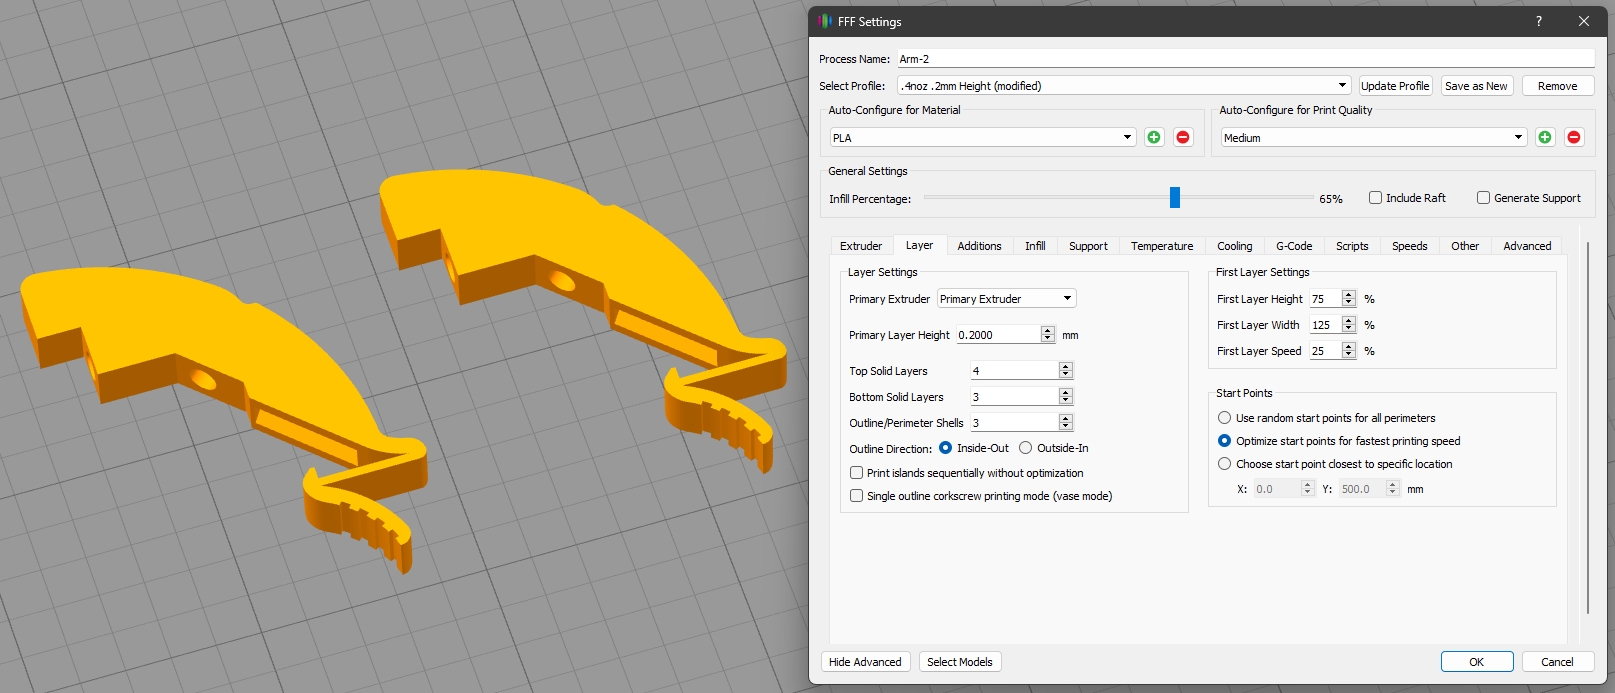 FFF Settings ?
Process Name: Arm-2
Select Profile: .4noz .2mm Height (modified) Update Profile Save as New Remove
Auto-Configure for Material Auto-Configure for Print Quality
PLA Medium
General Settings
Infill Percentage: 65% Include Raft Generate Support
Extruder Layer Additions Infill Support Temperature Cooling G-Code Scripts Speeds Other Advanced
Layer Settings
Primary Extruder Primary Extruder
Primary Layer Height 0.2000 mm
Top Solid Layers 4
Bottom Solid Layers 3
Outline/Perimeter Shells 3
Outline Direction: Inside-Out Outside-In
Print islands sequentially without optimization
Single outline corkscrew printing mode (vase mode)
First Layer Settings
First Layer Height 75 %
First Layer Width 125 %
First Layer Speed 25 %
Start Points
Use random start points for all perimeters
Optimize start points for fastest printing speed
Choose start point closest to specific location
X: 0.0 Y: 500.0 mm
Hide Advanced Select Models OK Cancel